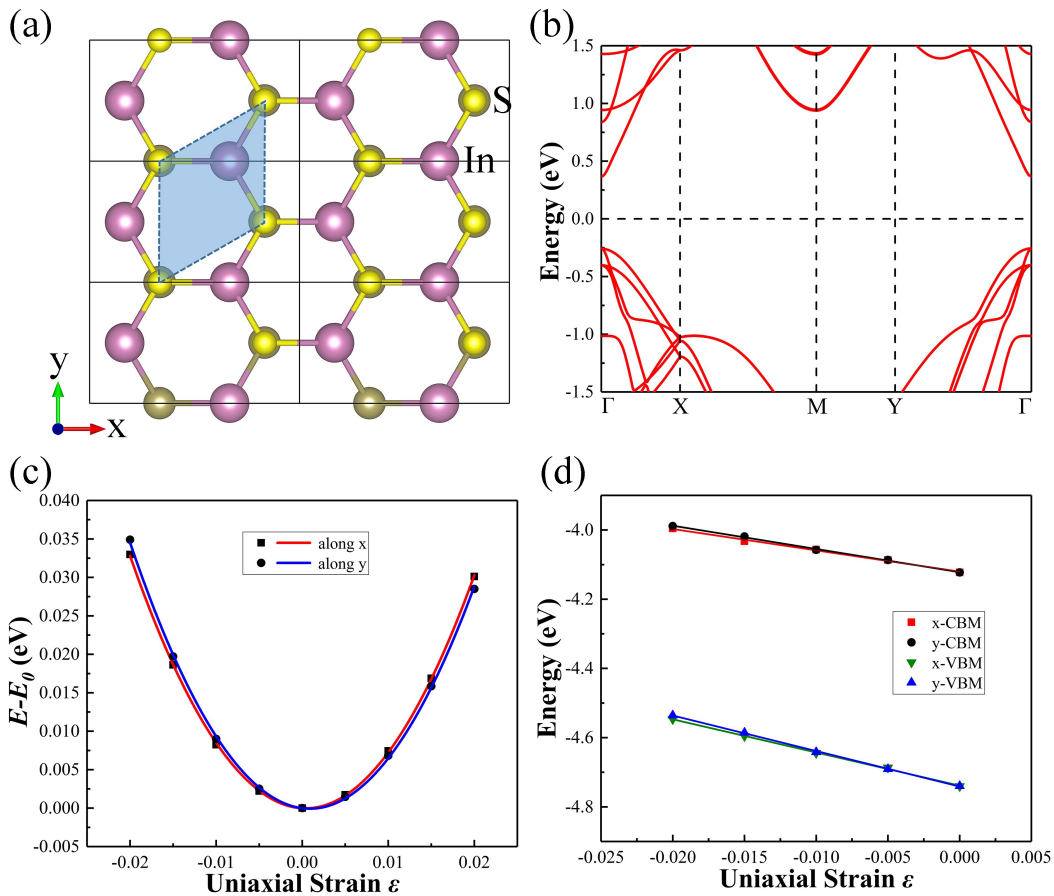 (a)
S
In
y
x
(b)
1.5
1.0
0.5
0.0
-0.5
-1.0
-1.5
Energy (eV)
Γ X M Y Γ
(c)
0.040
0.035
0.030
0.025
0.020
0.015
0.010
0.005
0.000
-0.005
E-E0 (eV)
along x
along y
-0.02 -0.01 0.00 0.01 0.02
Uniaxial Strain ε
(d)
-4.0
-4.2
-4.4
-4.6
-4.8
Energy (eV)
x-CBM
y-CBM
x-VBM
y-VBM
-0.025 -0.020 -0.015 -0.010 -0.005 0.000 0.005
Uniaxial Strain ε